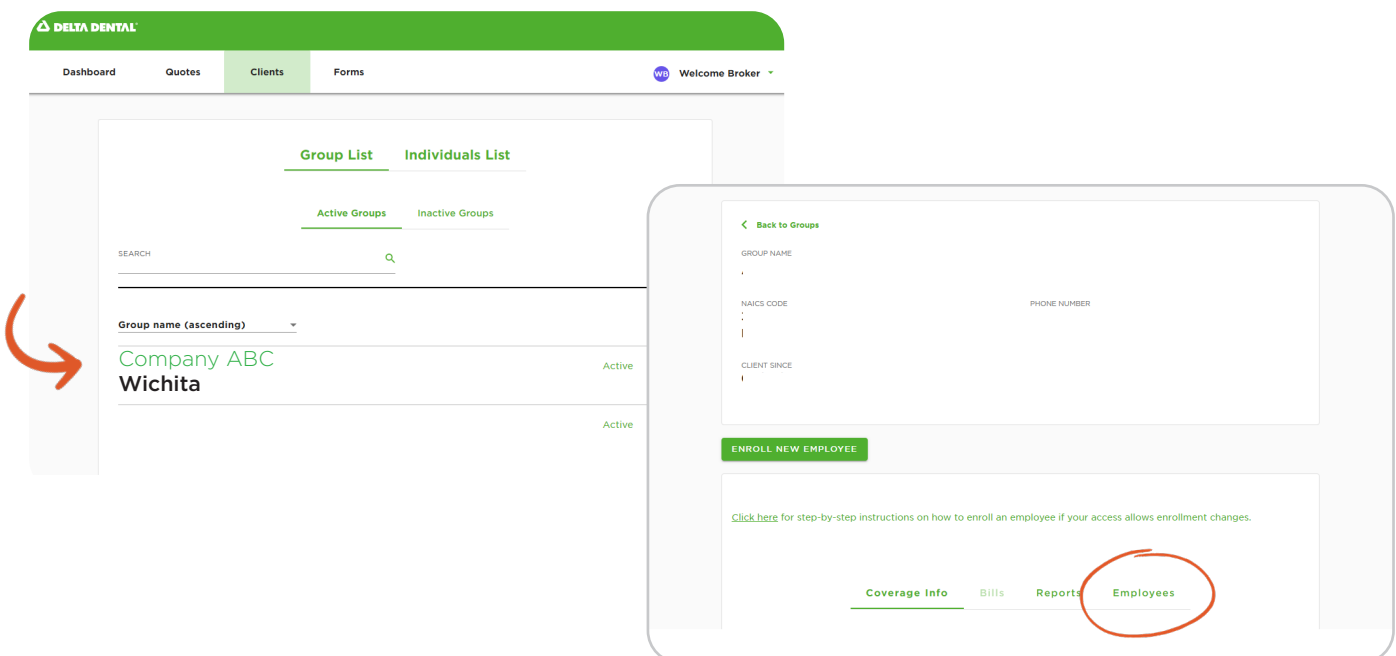 DELTA DENTAL
Dashboard Quotes Clients Forms WB Welcome Broker
Group List Individuals List
Active Groups Inactive Groups
SEARCH
Group name (ascending)
Company ABC
Active
Wichita
Active
Back to Groups
GROUP NAME
NAICS CODE PHONE NUMBER
CLIENT SINCE
ENROLL NEW EMPLOYEE
Click here for step-by-step instructions on how to enroll an employee if your access allows enrollment changes.
Coverage Info Bills Reports Employees